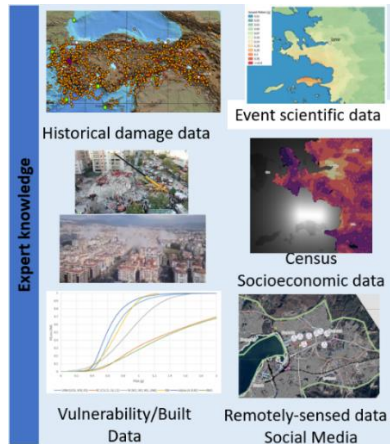 Expert knowledge
Historical damage data
Event scientific data
Census
Socioeconomic data
Vulnerability/Built
Data
Remotely-sensed data
Social Media